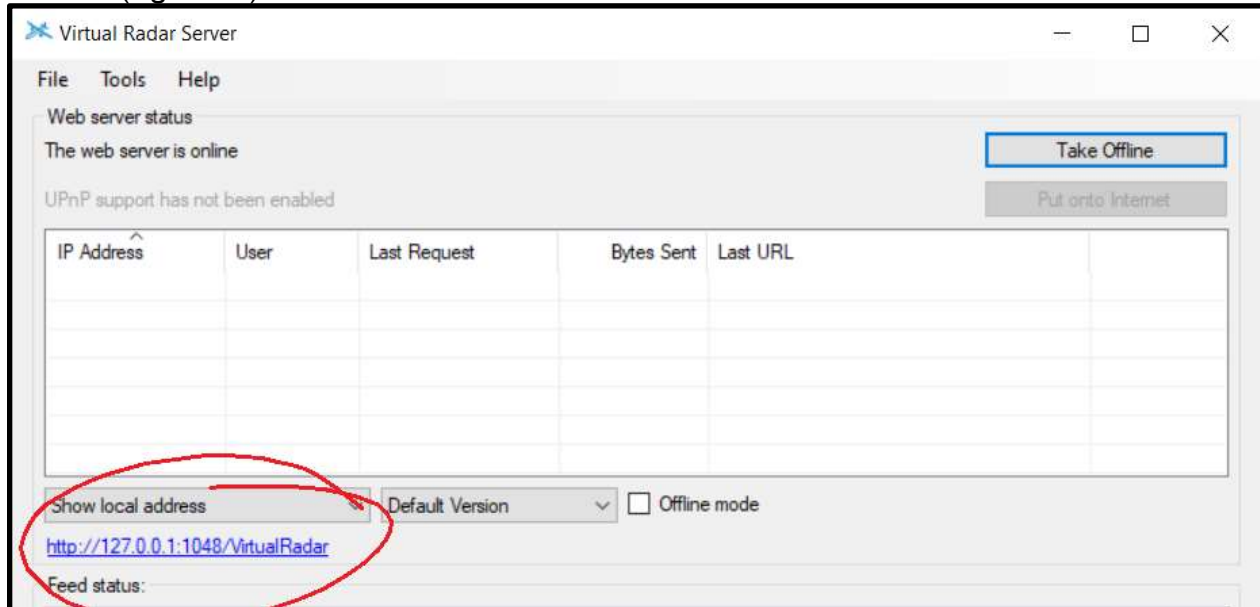 Virtual Radar Server
File Tools Help
Web server status
The web server is online
Take Offline
UPnP support has not been enabled
Put onto Internet
IP Address User Last Request Bytes Sent Last URL
Show local address Default Version Offline mode
http://127.0.0.1:1048/VirtualRadar
Feed status: